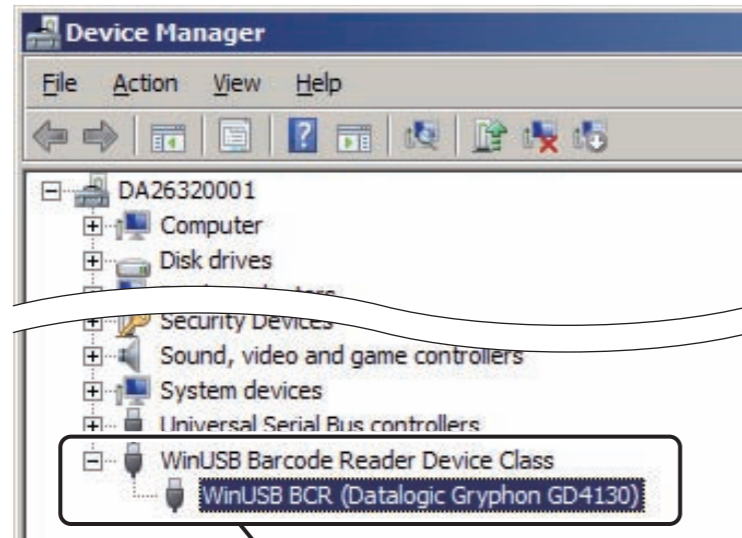 Device Manager
File Action View Help
DA26320001
Computer
Disk drives
Security Devices
Sound, video and game controllers
System devices
Universal Serial Bus controllers
WinUSB Barcode Reader Device Class
WinUSB BCR (Datalogic Gryphon GD4130)